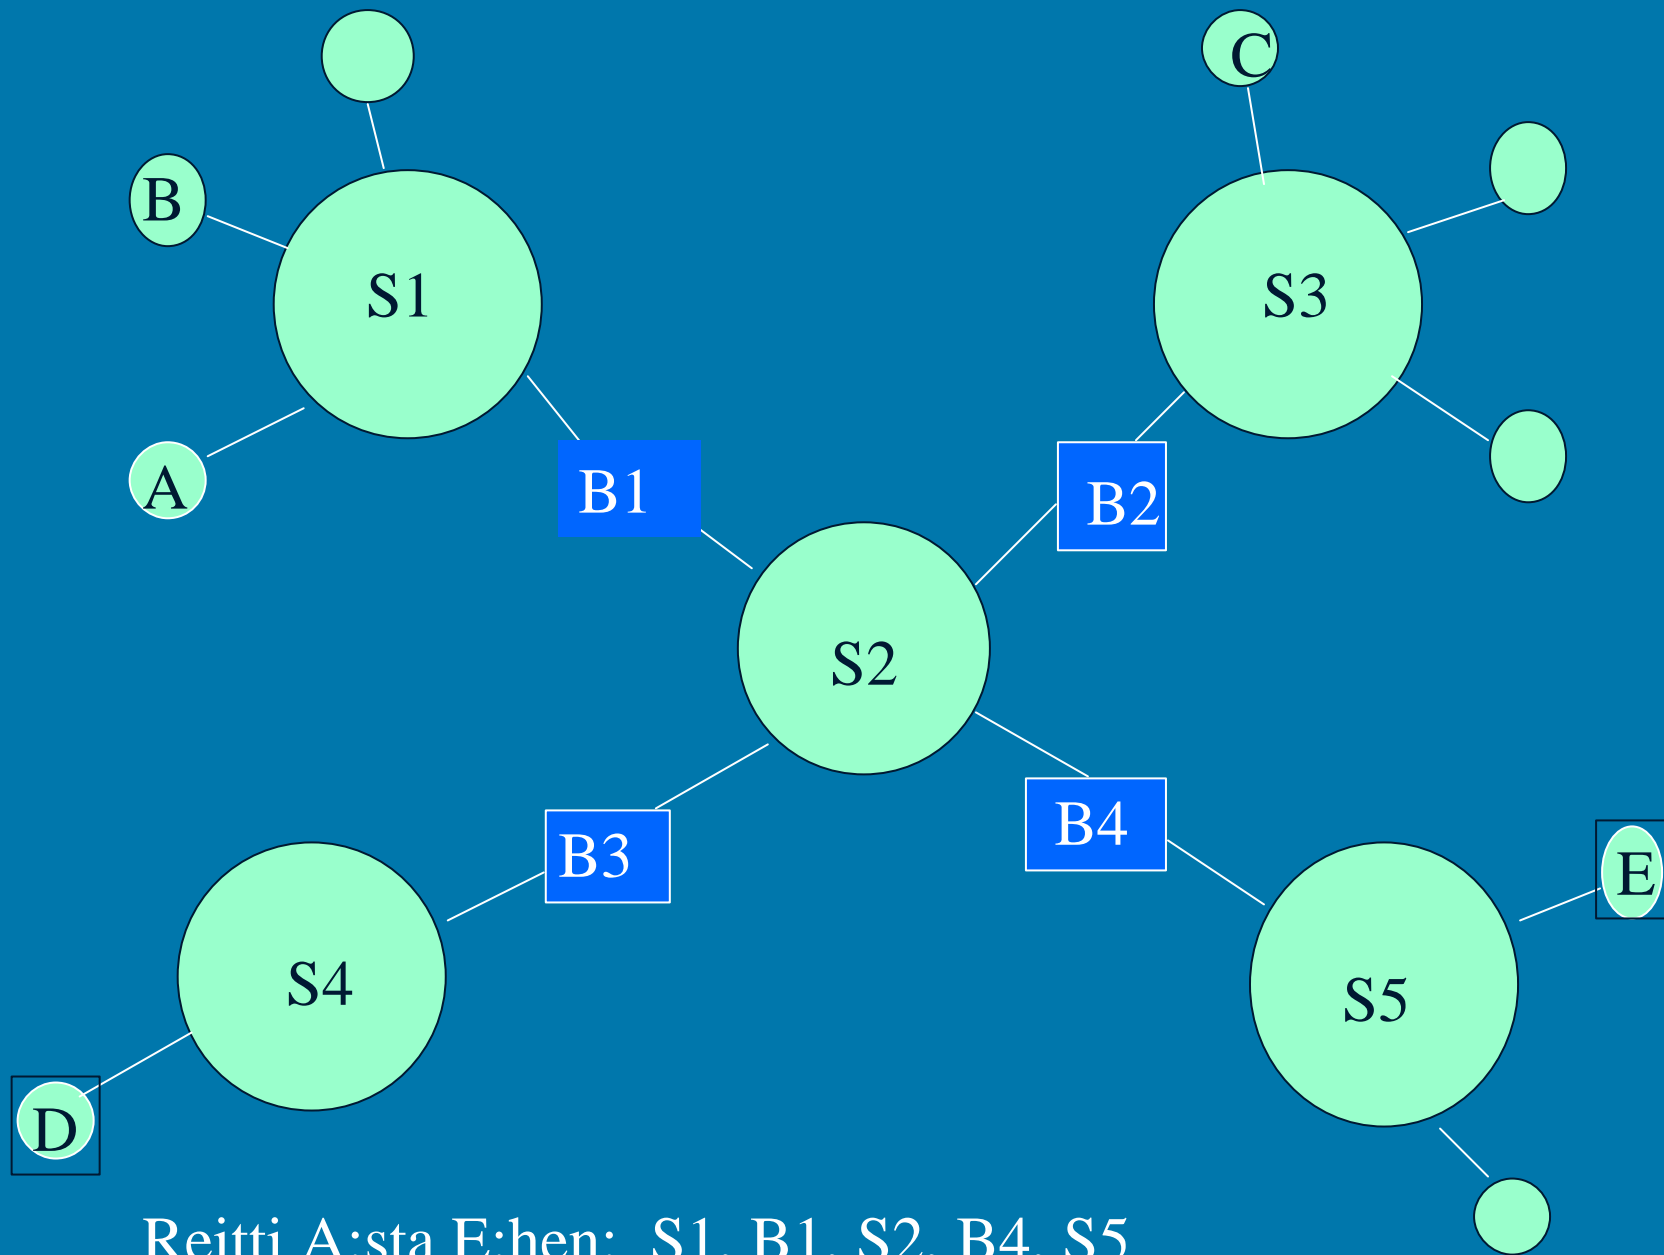 C
B
S1
S3
A
B1
B2
S2
B4
B3
E
S4
S5
D
Reitti A:sta E:hen: S1, B1, S2, B4, S5